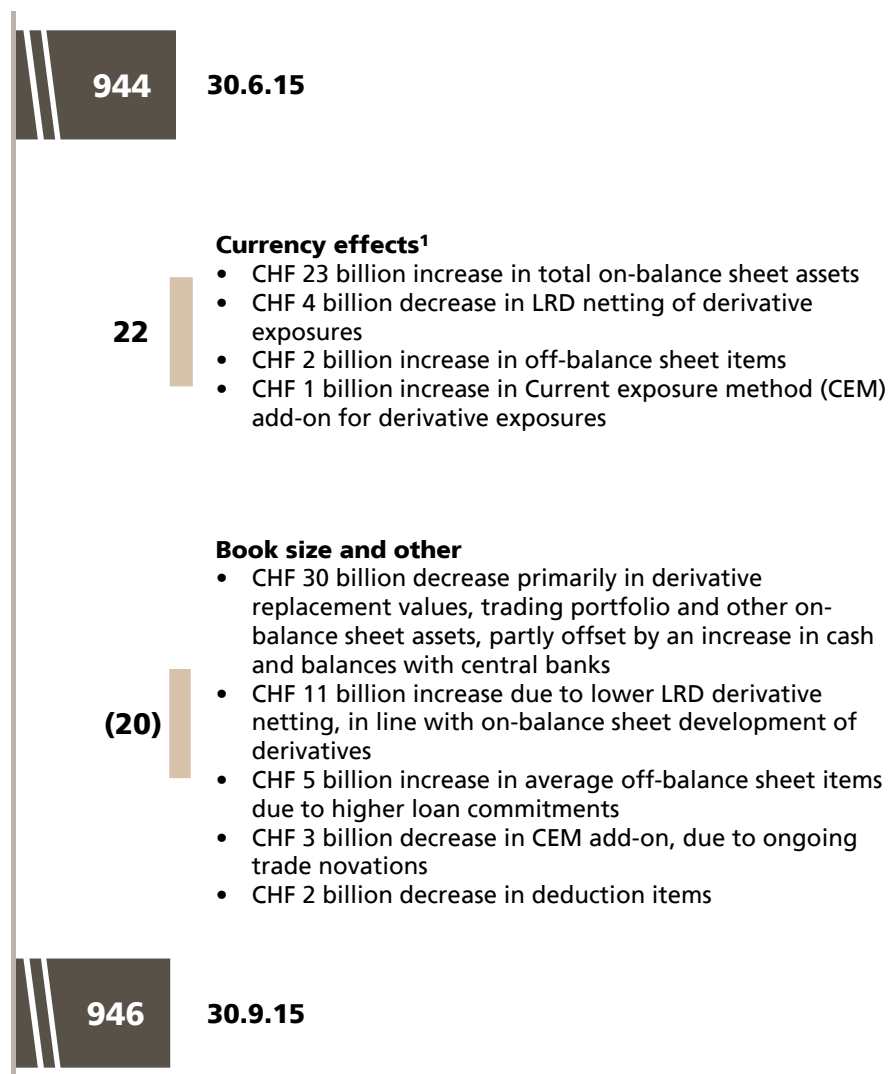 944 30.6.15
Currency effects¹
• CHF 23 billion increase in total on-balance sheet assets
• CHF 4 billion decrease in LRD netting of derivative
exposures
22
• CHF 2 billion increase in off-balance sheet items
• CHF 1 billion increase in Current exposure method (CEM)
add-on for derivative exposures
Book size and other
• CHF 30 billion decrease primarily in derivative
replacement values, trading portfolio and other on-
balance sheet assets, partly offset by an increase in cash
and balances with central banks
• CHF 11 billion increase due to lower LRD derivative
(20)
netting, in line with on-balance sheet development of
derivatives
• CHF 5 billion increase in average off-balance sheet items
due to higher loan commitments
• CHF 3 billion decrease in CEM add-on, due to ongoing
trade novations
• CHF 2 billion decrease in deduction items
946 30.9.15